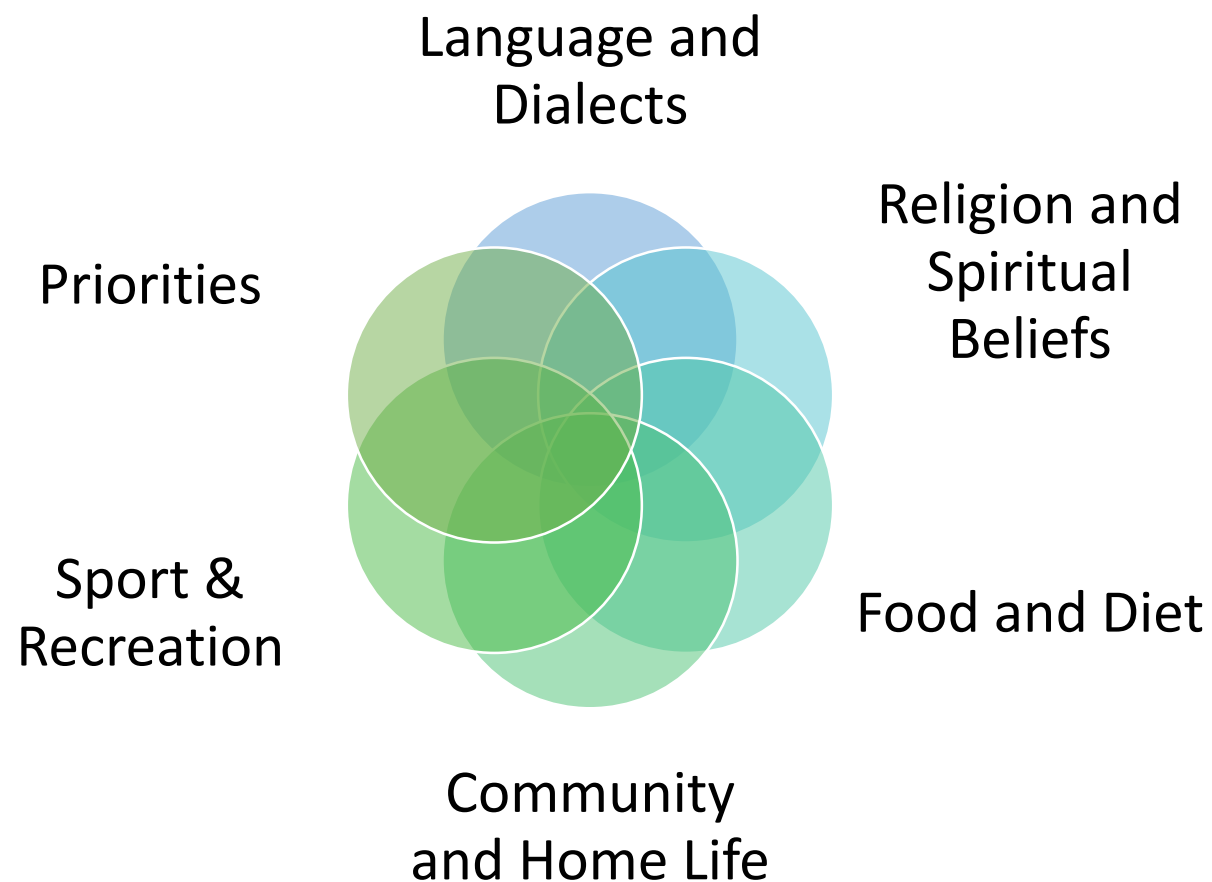 Language and
Dialects
Religion and
Spiritual
Beliefs
Food and Diet
Community
and Home Life
Sport &
Recreation
Priorities